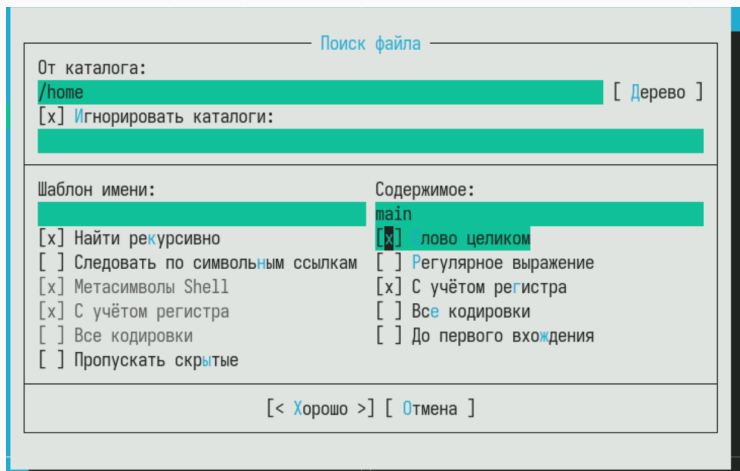 Поиск файла
От каталога:
/home [ Дерево ]
[x] Игнорировать каталоги:
Шаблон имени: Содержимое:
main
[x] Найти рекурсивно [x] Слово целиком
[ ] Следовать по символьным ссылкам [ ] Регулярное выражение
[x] Метасимволы Shell [x] С учётом регистра
[x] С учётом регистра [ ] Все кодировки
[ ] Все кодировки [ ] До первого вхождения
[ ] Пропускать скрытые
[< Хорошо >] [ Отмена ]